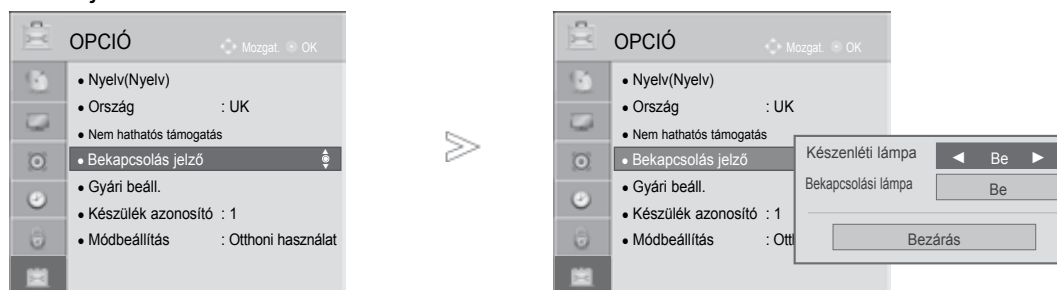 OPCIÓ
Mozgat. OK
• Nyelv(Nyelv)
• Ország : UK
• Nem hathatós támogatás
• Bekapcsolás jelző
• Gyári beáll.
• Készülék azonosító : 1
• Módbeállítás : Otthoni használat
OPCIÓ
Mozgat. OK
• Nyelv(Nyelv)
• Ország : UK
• Nem hathatós támogatás
• Bekapcsolás jelző
• Gyári beáll.
• Készülék azonosító : 1
• Módbeállítás : Otth
Készenléti lámpa ◄ Be ►
Bekapcsolási lámpa Be
Bezárás